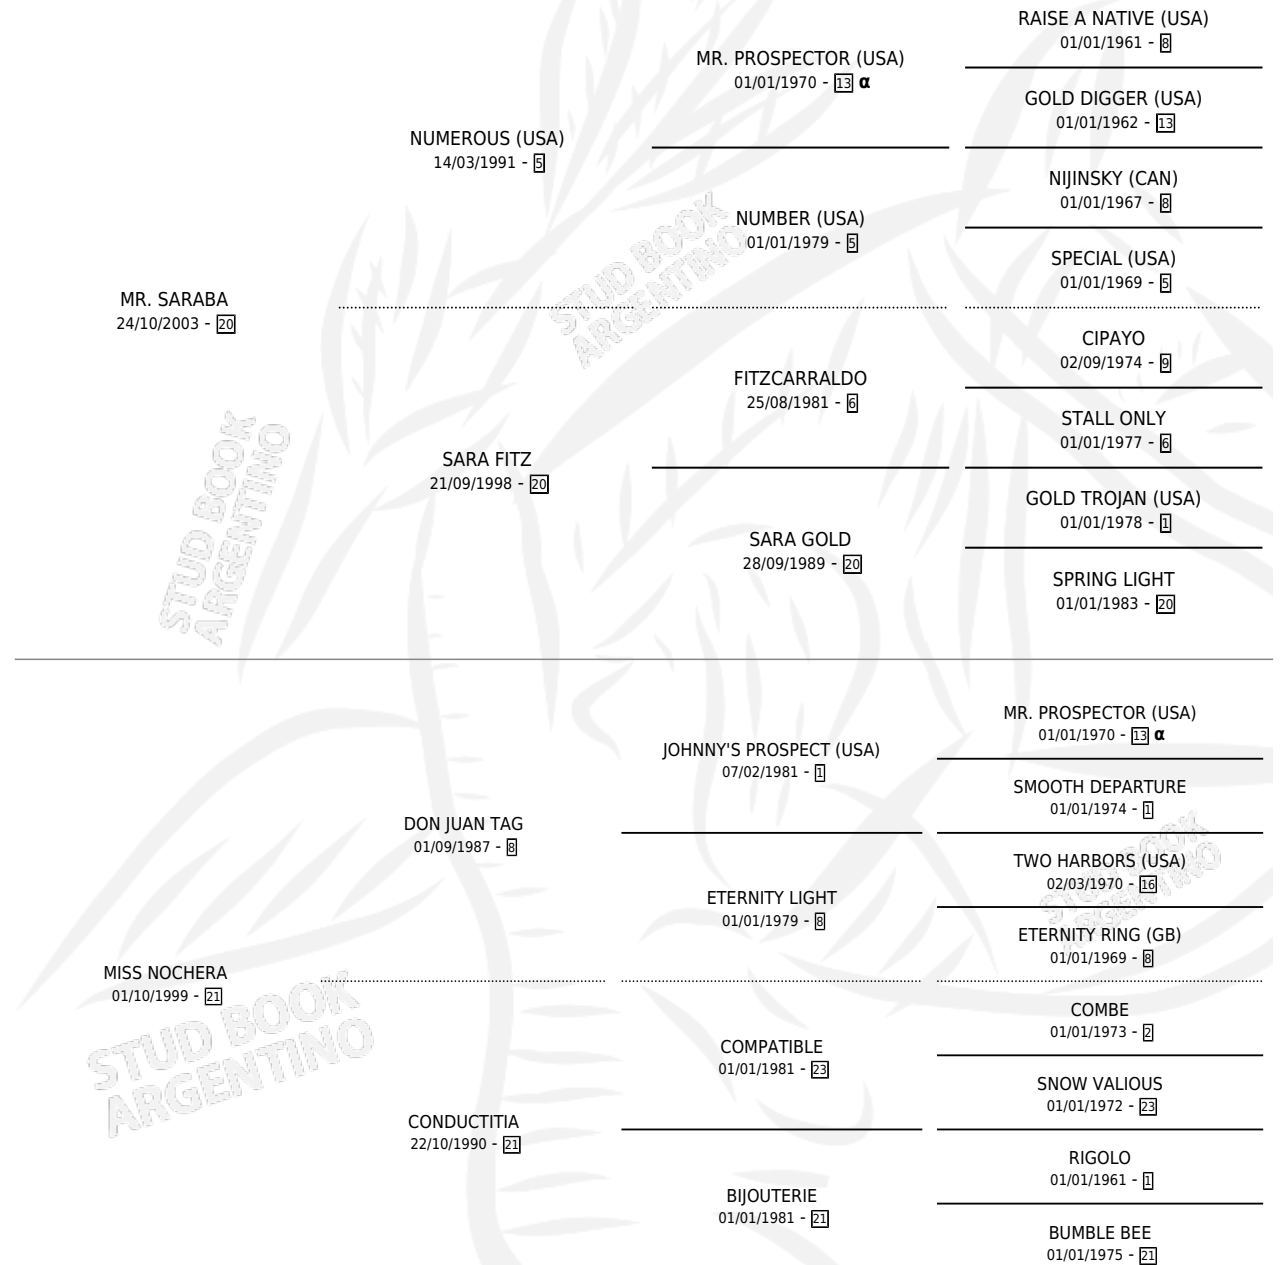 RAISE A NATIVE (USA)
01/01/1961 - 8
MR. PROSPECTOR (USA)
01/01/1970 - 13 α
GOLD DIGGER (USA)
01/01/1962 - 13
NUMEROUS (USA)
14/03/1991 - 5
NIJINSKY (CAN)
01/01/1967 - 8
NUMBER (USA)
01/01/1979 - 5
SPECIAL (USA)
01/01/1969 - 5
STUD BOOK
ARGENTINO
MR. SARABA
24/10/2003 - 20
CIPAYO
02/09/1974 - 9
FITZCARRALDO
25/08/1981 - 6
STALL ONLY
01/01/1977 - 6
SARA FITZ
21/09/1998 - 20
GOLD TROJAN (USA)
01/01/1978 - 1
SARA GOLD
28/09/1989 - 20
SPRING LIGHT
01/01/1983 - 20
STUD BOOK
ARGENTINO
MR. PROSPECTOR (USA)
01/01/1970 - 13 α
JOHNNY'S PROSPECT (USA)
07/02/1981 - 1
SMOOTH DEPARTURE
01/01/1974 - 1
DON JUAN TAG
01/09/1987 - 8
TWO HARBORS (USA)
02/03/1970 - 16
ETERNITY LIGHT
01/01/1979 - 8
ETERNITY RING (GB)
01/01/1969 - 8
STUD BOOK
ARGENTINO
MISS NOCHERA
01/10/1999 - 21
COMBE
01/01/1973 - 2
COMPATIBLE
01/01/1981 - 23
SNOW VALIOUS
01/01/1972 - 23
STUD BOOK
ARGENTINO
CONDUCTITIA
22/10/1990 - 21
RIGOLO
01/01/1961 - 1
BIJOUTERIE
01/01/1981 - 21
BUMBLE BEE
01/01/1975 - 21